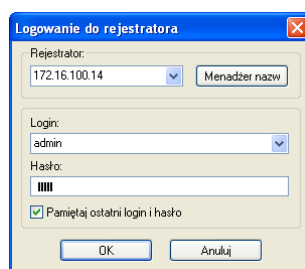 Logowanie do rejestratora
Rejestrator:
172.16.100.14
Menadżer nazw
Login:
admin
Hasło:
Pamiętaj ostatni login i hasło
OK
Anuluj